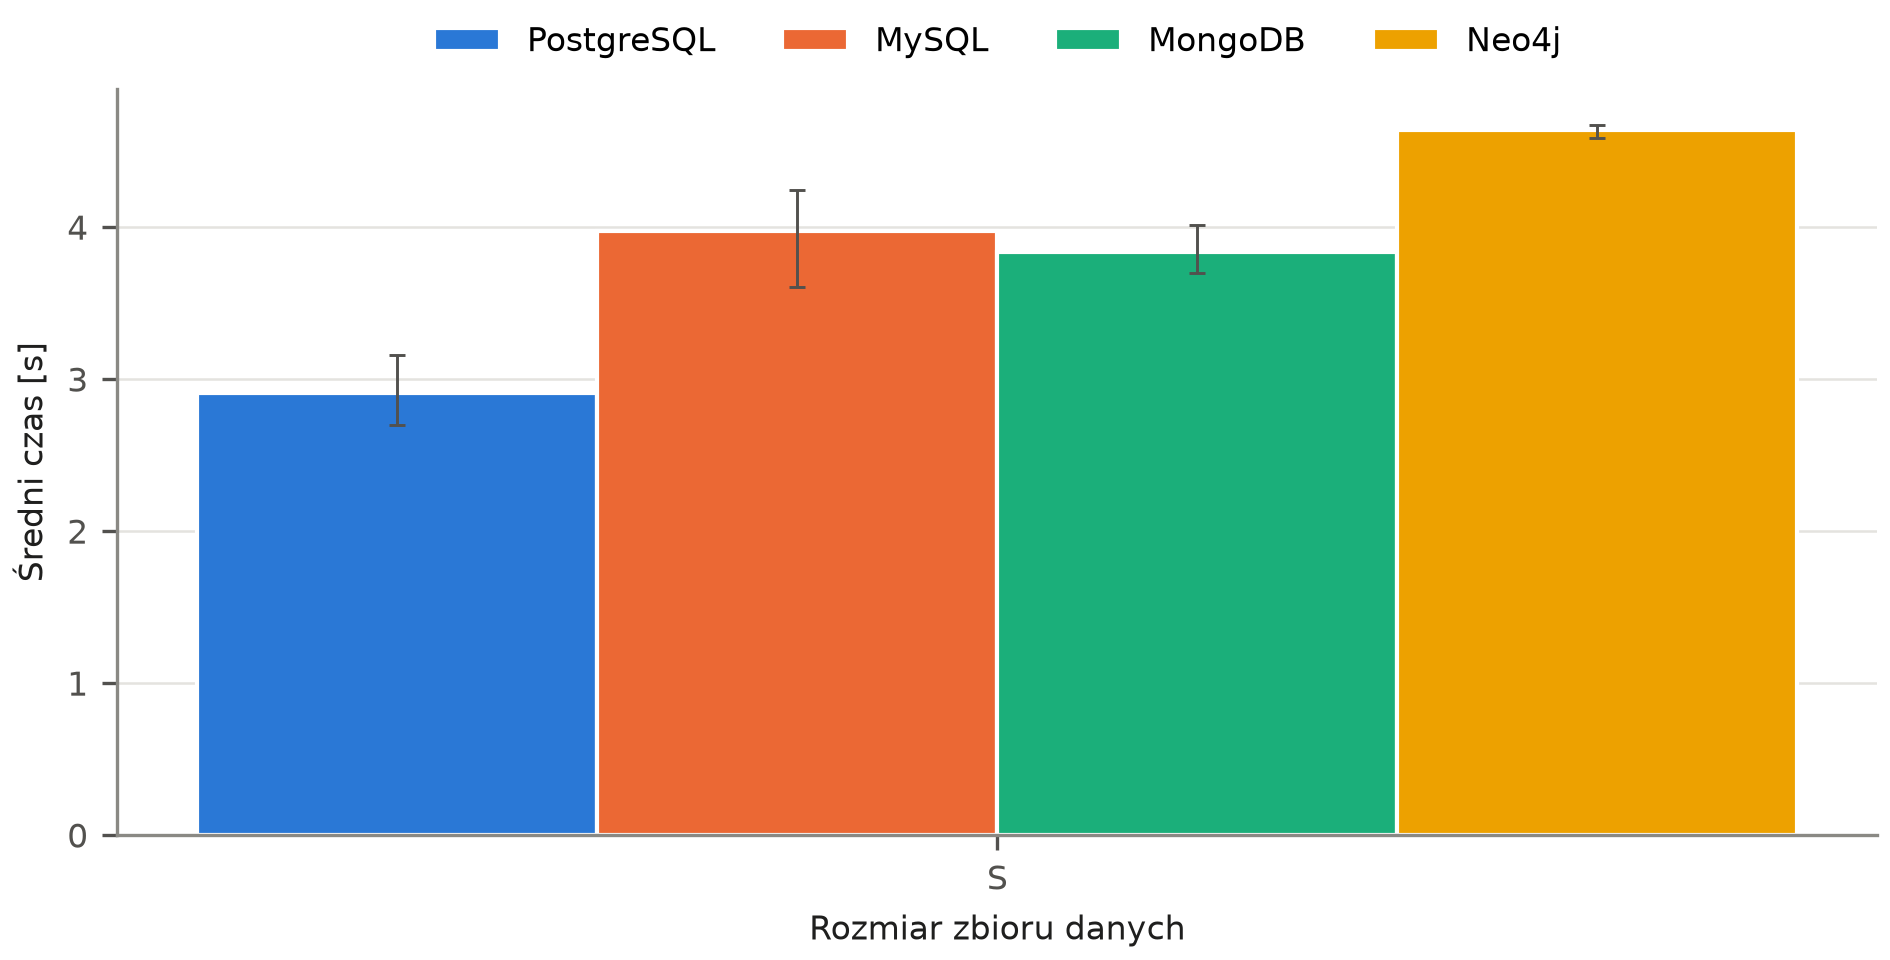 PostgreSQL MySQL MongoDB Neo4j
Średni czas [s]
4
3
2
1
0
S
Rozmiar zbioru danych